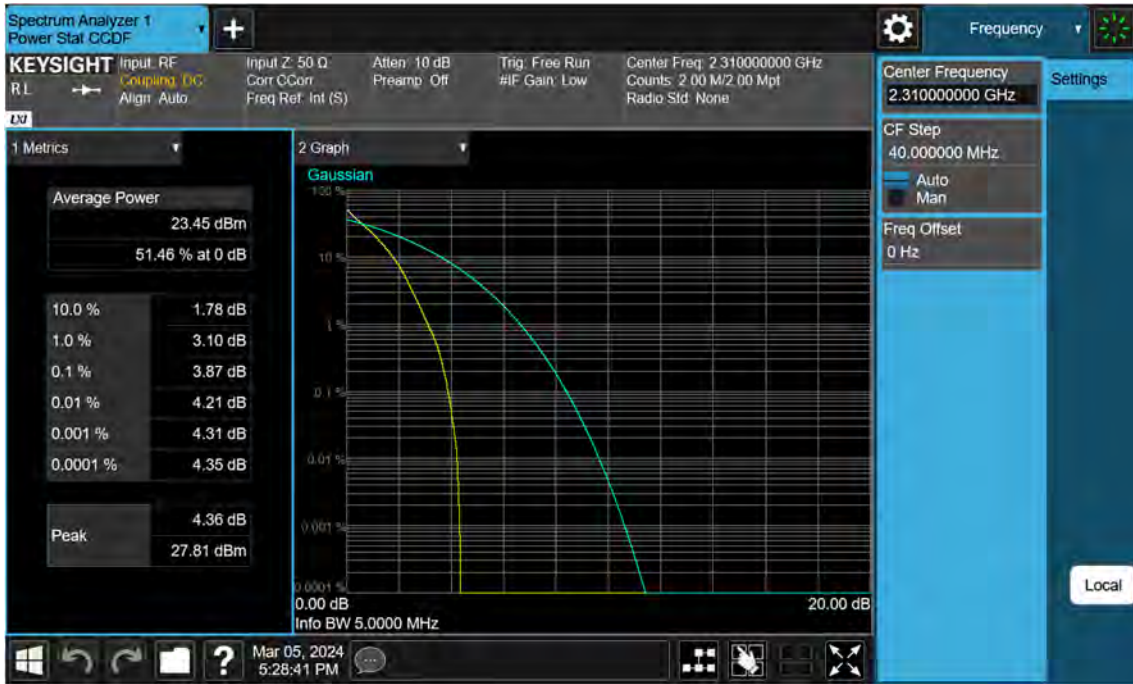 Spectrum Analyzer 1
Power Stat CCDF
+
Frequency
KEYSIGHT
RL
LXI
Input: RF
Coupling: DC
Align: Auto
Input Z: 50 Ω
Corr CCorr
Freq Ref: Int (S)
Atten: 10 dB
Preamp: Off
Trig: Free Run
#IF Gain: Low
Center Freq: 2.310000000 GHz
Counts: 2.00 M/2.00 Mpt
Radio Std: None
Center Frequency
2.310000000 GHz
Settings
CF Step
40.000000 MHz
Auto
Man
Freq Offset
0 Hz
1 Metrics
Average Power
23.45 dBm
51.46 % at 0 dB
10.0 % 1.78 dB
1.0 % 3.10 dB
0.1 % 3.87 dB
0.01 % 4.21 dB
0.001 % 4.31 dB
0.0001 % 4.35 dB
Peak
4.36 dB
27.81 dBm
2 Graph
Gaussian
100 %
10 %
1 %
0.1 %
0.01 %
0.001 %
0.0001 %
0.00 dB 20.00 dB
Info BW 5.0000 MHz
Local
?
Mar 05, 2024
5:28:41 PM